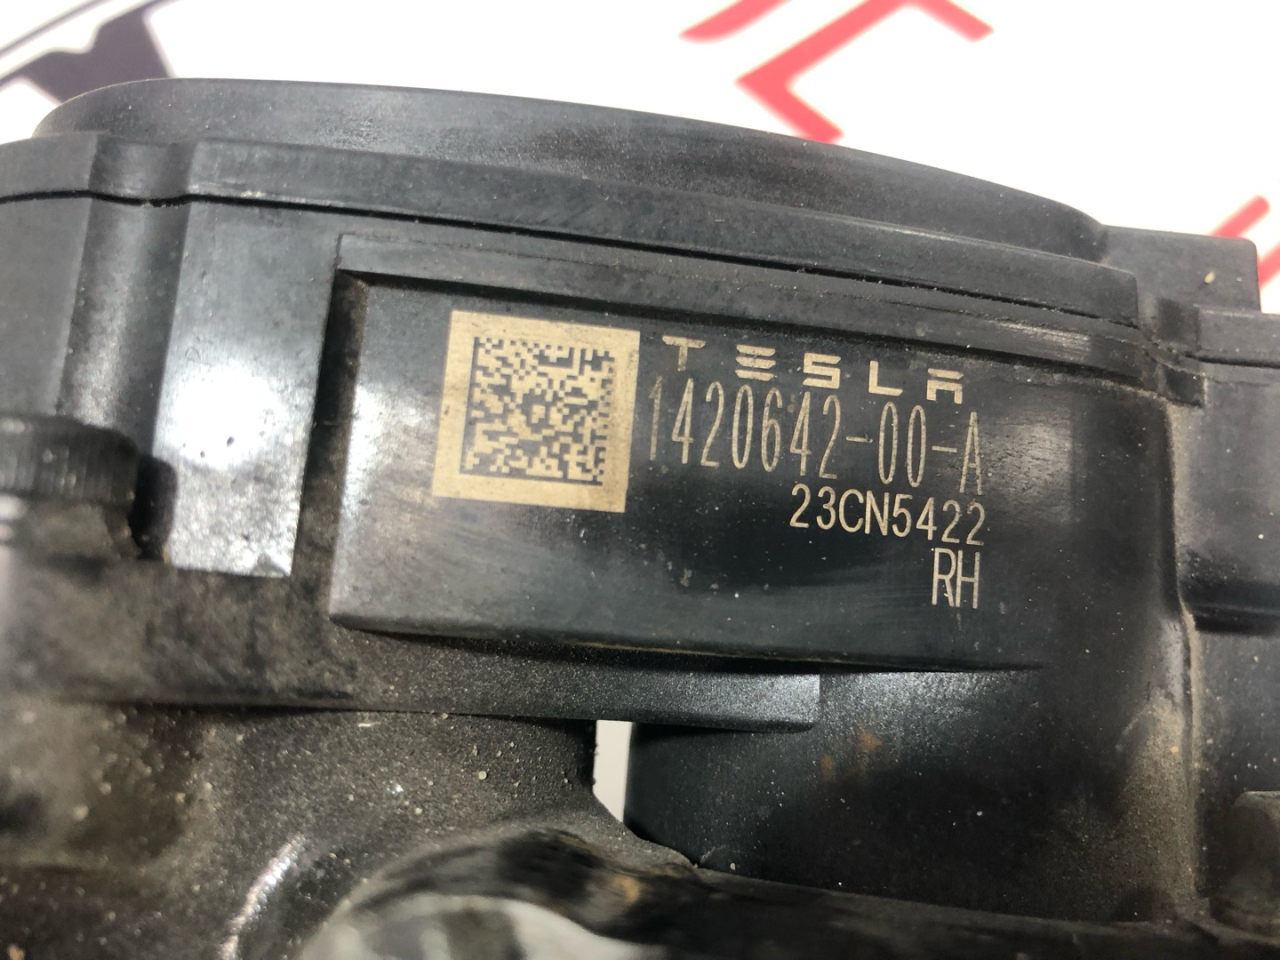 TESLA
1420642-00-A
23CN5422
RH